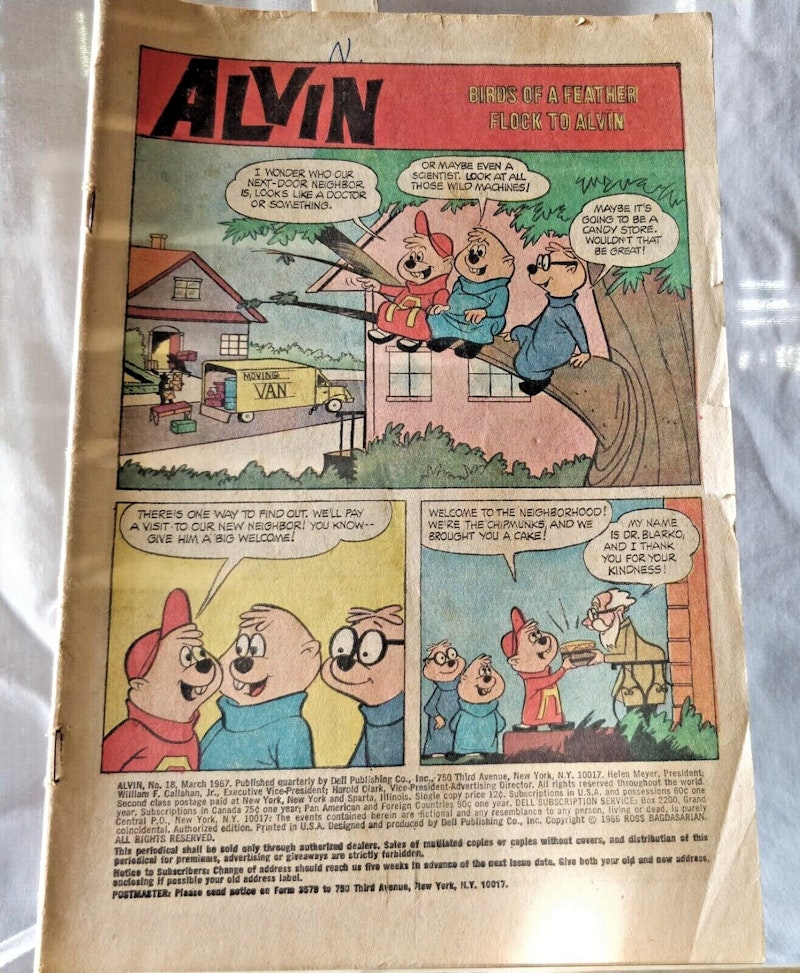 N.
ALVIN
BIRDS OF A FEATHER
FLOCK TO ALVIN
I WONDER WHO OUR
NEXT-DOOR NEIGHBOR
IS, LOOKS LIKE A DOCTOR
OR SOMETHING.
OR MAYBE EVEN A
SCIENTIST. LOOK AT ALL
THOSE WILD MACHINES!
MAYBE IT'S
GOING TO BE A
CANDY STORE.
WOULDN'T THAT
BE GREAT!
A
MOVING
VAN
THERE'S ONE WAY TO FIND OUT. WE'LL PAY
A VISIT TO OUR NEW NEIGHBOR! YOU KNOW--
GIVE HIM A BIG WELCOME!
WELCOME TO THE NEIGHBORHOOD!
WE'RE THE CHIPMUNKS, AND WE
BROUGHT YOU A CAKE!
MY NAME
IS DR. BLARKO,
AND I THANK
YOU FOR YOUR
KINDNESS!
A
ALVIN, No. 18, March 1967. Published quarterly by Dell Publishing Co., Inc., 750 Third Avenue, New York, N.Y. 10017. Helen Meyer, President;
William F. Callahan, Jr., Executive Vice-President; Harold Clark, Vice-President-Advertising Director. All rights reserved throughout the world.
Second class postage paid at New York, New York and Sparta, Illinois. Single copy price 12¢. Subscriptions in U.S.A. and possessions 60¢ one
year. Subscriptions in Canada 75¢ one year; Pan American and Foreign Countries 90¢ one year. DELL SUBSCRIPTION SERVICE: Box 2200, Grand
Central P.O., New York, N.Y. 10017. The events contained herein are fictional and any resemblance to any person, living or dead, is purely
coincidental. Authorized edition. Printed in U.S.A. Designed and produced by Dell Publishing Co., Inc. Copyright © 1966 ROSS BAGDASARIAN.
ALL RIGHTS RESERVED.
This periodical shall be sold only through authorized dealers. Sales of mutilated copies or copies without covers, and distribution of this
periodical for premiums, advertising or giveaways are strictly forbidden.
Notice to Subscribers: Change of address should reach us five weeks in advance of the next issue date. Give both your old and new address,
enclosing if possible your old address label.
POSTMASTER: Please send notice on Form 3579 to 750 Third Avenue, New York, N.Y. 10017.